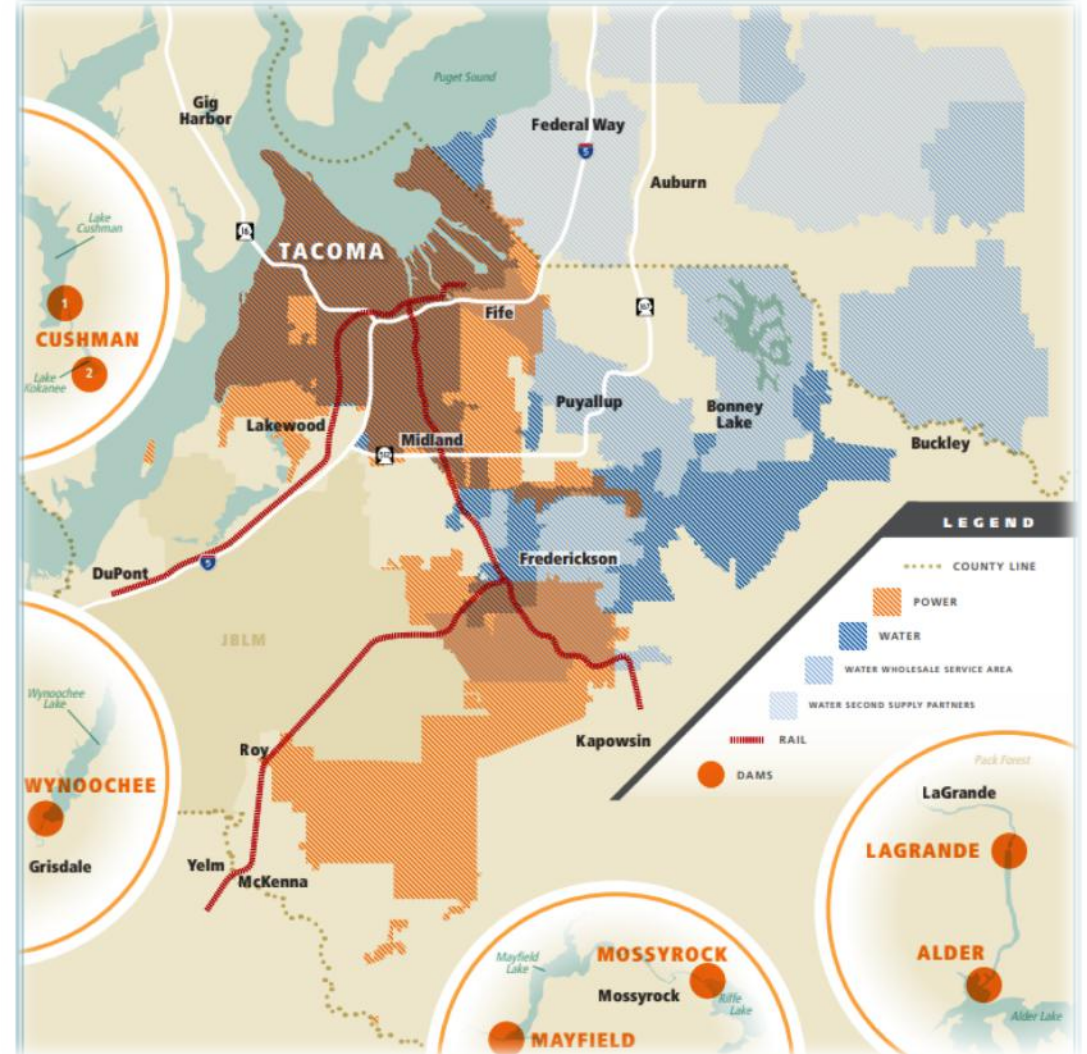 Puget Sound
Gig
Harbor
Federal Way
5
Auburn
Lake
Cushman
16
TACOMA
1
167
CUSHMAN
Fife
2
Lake
Kokanee
Puyallup
Bonney
Lake
Lakewood
Midland
Buckley
512
LEGEND
COUNTY LINE
POWER
WATER
WATER WHOLESALE SERVICE AREA
WATER SECOND SUPPLY PARTNERS
RAIL
DAMS
Frederickson
DuPont
5
JBLM
Wynoochee
Lake
Roy
Kapowsin
WYNOOCHEE
Grisdale
Yelm
McKenna
Pack Forest
LaGrande
LAGRANDE
ALDER
Alder Lake
Mayfield
Lake
MOSSYROCK
Mossyrock
Riffe
Lake
MAYFIELD